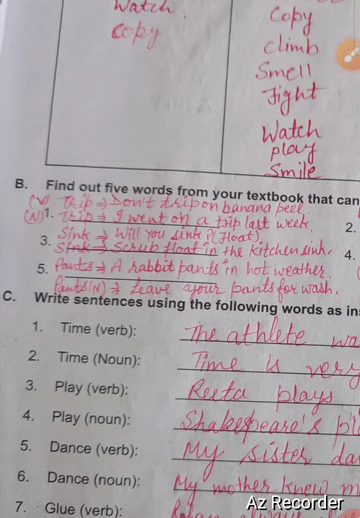 Watch
Copy
Copy
Climb
Smell
Fight
Watch
play
Smile
B. Find out five words from your textbook that can
(V) Trip → Don't trip on banana peel
(N) 1. Trip → I went on a trip last week. 2.
Sink → Will you sink if (float)
3. Sink → Scrub float in the kitchen sink. 4.
5. Pants → A rabbit pants in hot weather.
Pants(N) → Leave your pants for wash.
C. Write sentences using the following words as in
1. Time (verb): The athlete wa
2. Time (Noun): Time is very
3. Play (verb): Reeta plays
4. Play (noun): Shakespeare's pl
5. Dance (verb): My sister da
6. Dance (noun): My mother knew m
7. Glue (verb):
Az Recorder